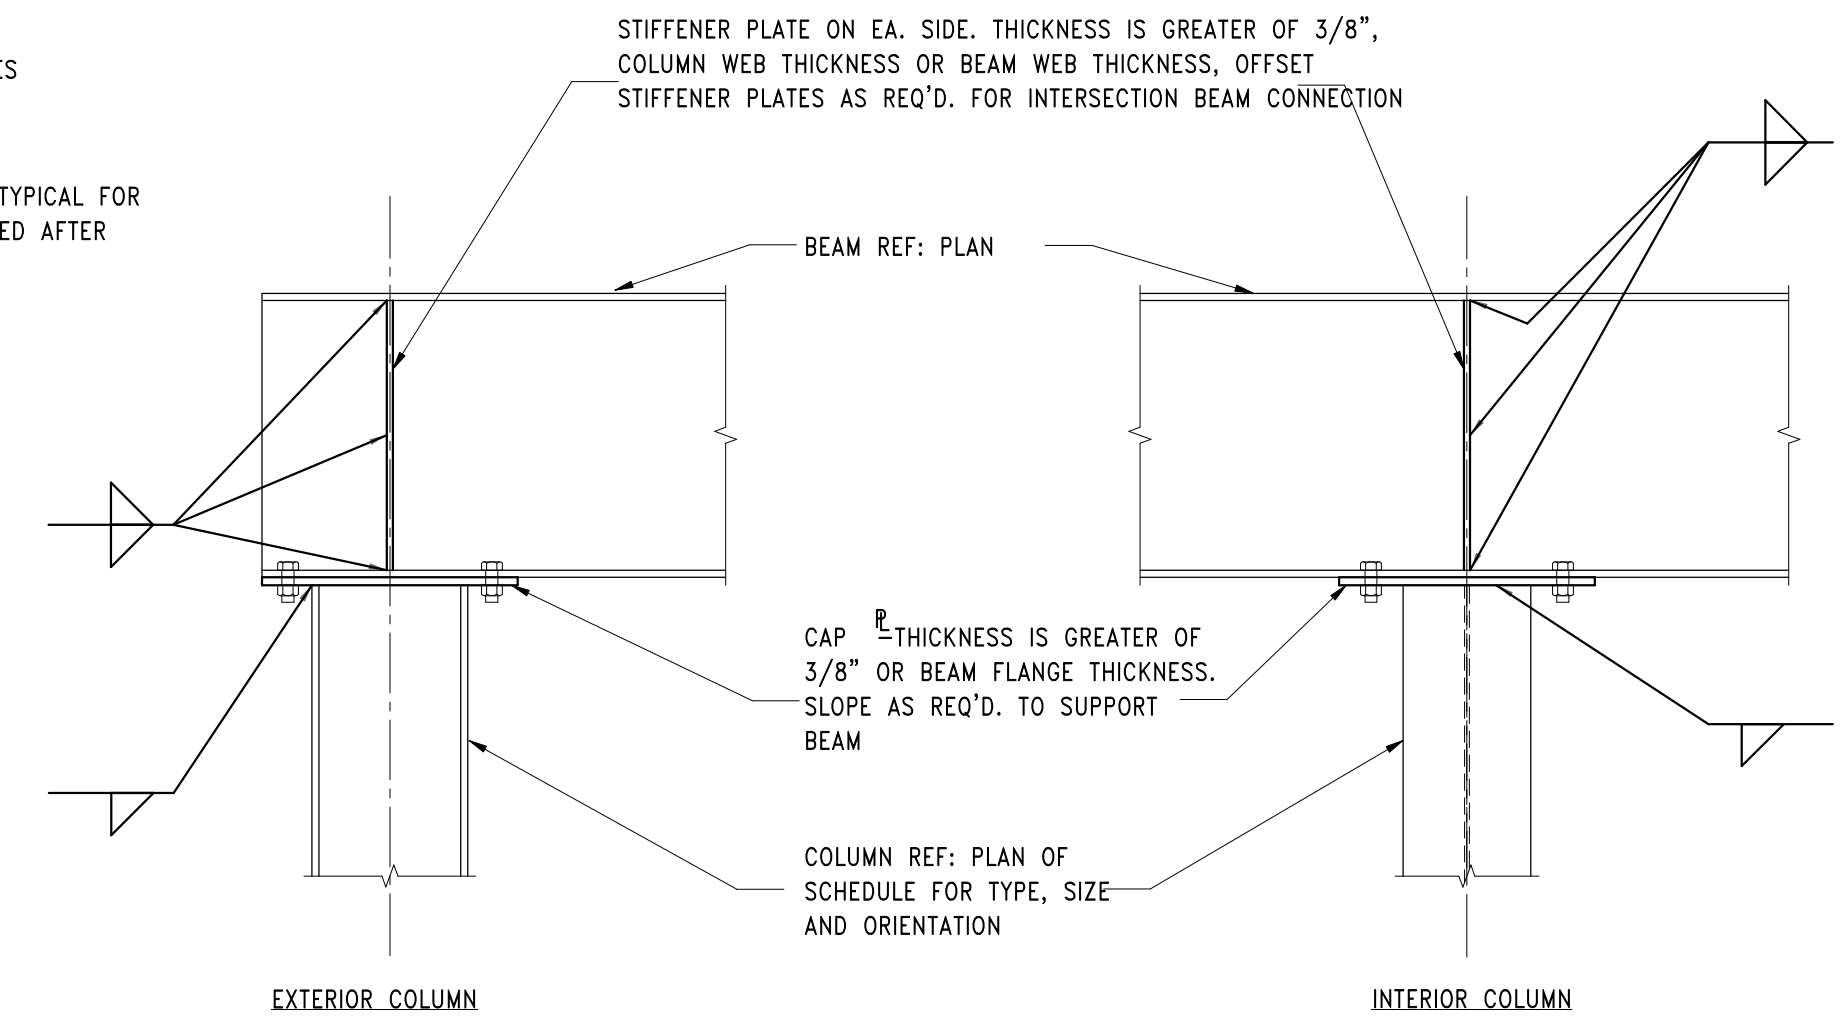 STIFFENER PLATE ON EA. SIDE. THICKNESS IS GREATER OF 3/8",
COLUMN WEB THICKNESS OR BEAM WEB THICKNESS, OFFSET
STIFFENER PLATES AS REQ'D. FOR INTERSECTION BEAM CONNECTION
ES
TYPICAL FOR
ED AFTER
BEAM REF: PLAN
CAP PL-THICKNESS IS GREATER OF
3/8" OR BEAM FLANGE THICKNESS.
SLOPE AS REQ'D. TO SUPPORT
BEAM
COLUMN REF: PLAN OF
SCHEDULE FOR TYPE, SIZE
AND ORIENTATION
EXTERIOR COLUMN
INTERIOR COLUMN